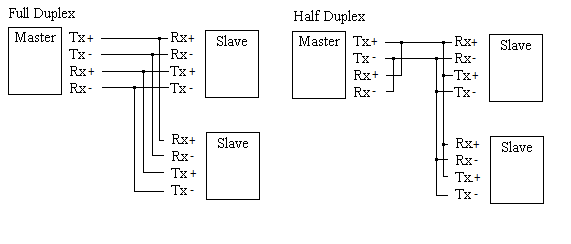 Full Duplex
Master
Tx+
Tx-
Rx+
Rx-
Rx+
Rx-
Tx+
Tx-
Slave
Rx+
Rx-
Tx+
Tx-
Slave
Half Duplex
Master
Tx+
Tx-
Rx+
Rx-
Rx+
Rx-
Tx+
Tx-
Slave
Rx+
Rx-
Tx+
Tx-
Slave